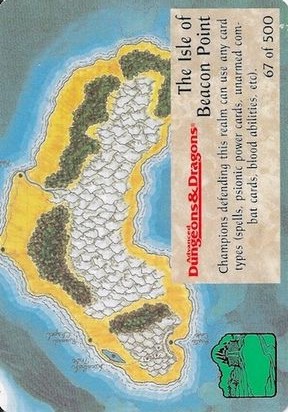 The Isle of
Beacon Point
67 of 500
Advanced
Dungeons & Dragons
Champions defending this realm can use any card
types (spells, psionic power cards, unarmed com-
bat cards, blood abilities, etc).